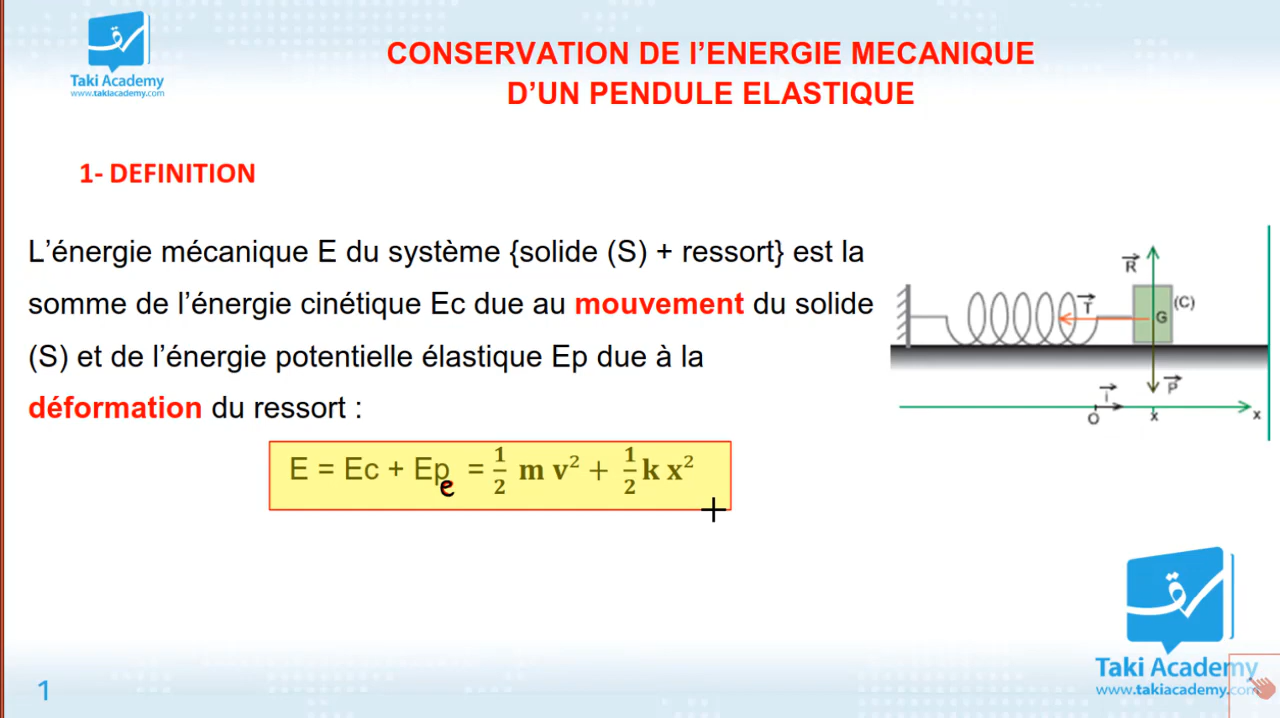 Taki Academy
www.takiacademy.com
CONSERVATION DE l’ENERGIE MECANIQUE
D’UN PENDULE ELASTIQUE
1- DEFINITION
L’énergie mécanique E du système {solide (S) + ressort} est la
somme de l’énergie cinétique Ec due au mouvement du solide
(S) et de l’énergie potentielle élastique Ep due à la
déformation du ressort :
E = Ec + Epe = 1/2 m v² + 1/2 k x²
R
T
G
(C)
P
i
O
x
x
Taki Academy
www.takiacademy.com
1